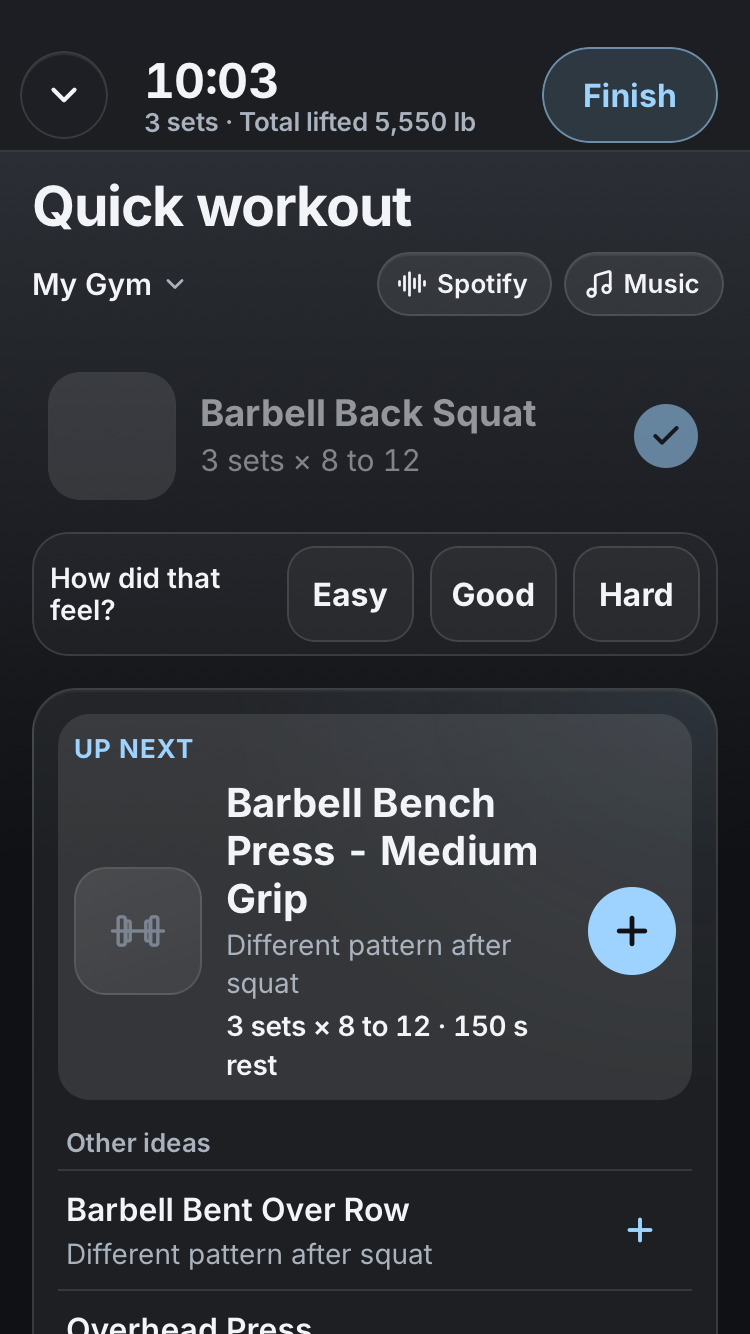 10:03
3 sets · Total lifted 5,550 lb
Finish
Quick workout
My Gym
Spotify
Music
Barbell Back Squat
3 sets × 8 to 12
How did that
feel?
Easy
Good
Hard
UP NEXT
Barbell Bench
Press - Medium
Grip
Different pattern after
squat
3 sets × 8 to 12 · 150 s
rest
Other ideas
Barbell Bent Over Row
Different pattern after squat
Overhead Press